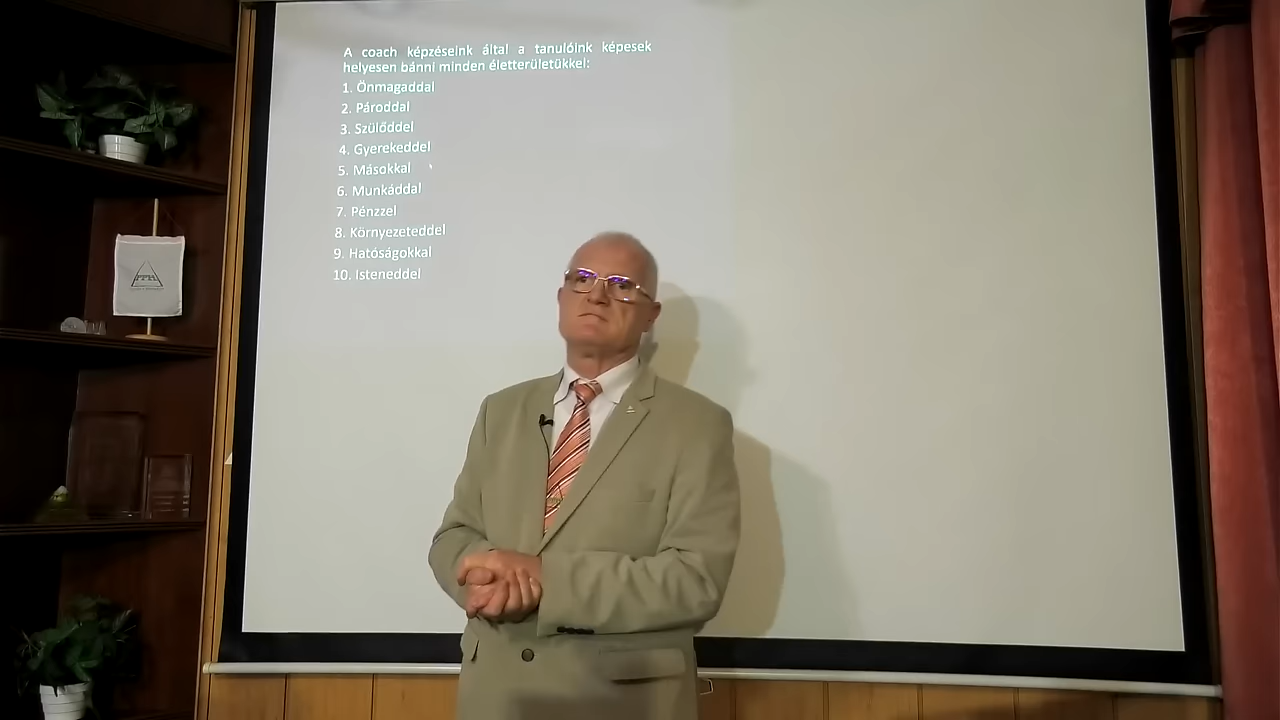 A coach képzéseink által a tanulóink képesek
helyesen bánni minden életterületükkel:
1. Önmagaddal
2. Pároddal
3. Szülőddel
4. Gyerekeddel
5. Másokkal
6. Munkáddal
7. Pénzzel
8. Környezeteddel
9. Hatóságokkal
10. Isteneddel